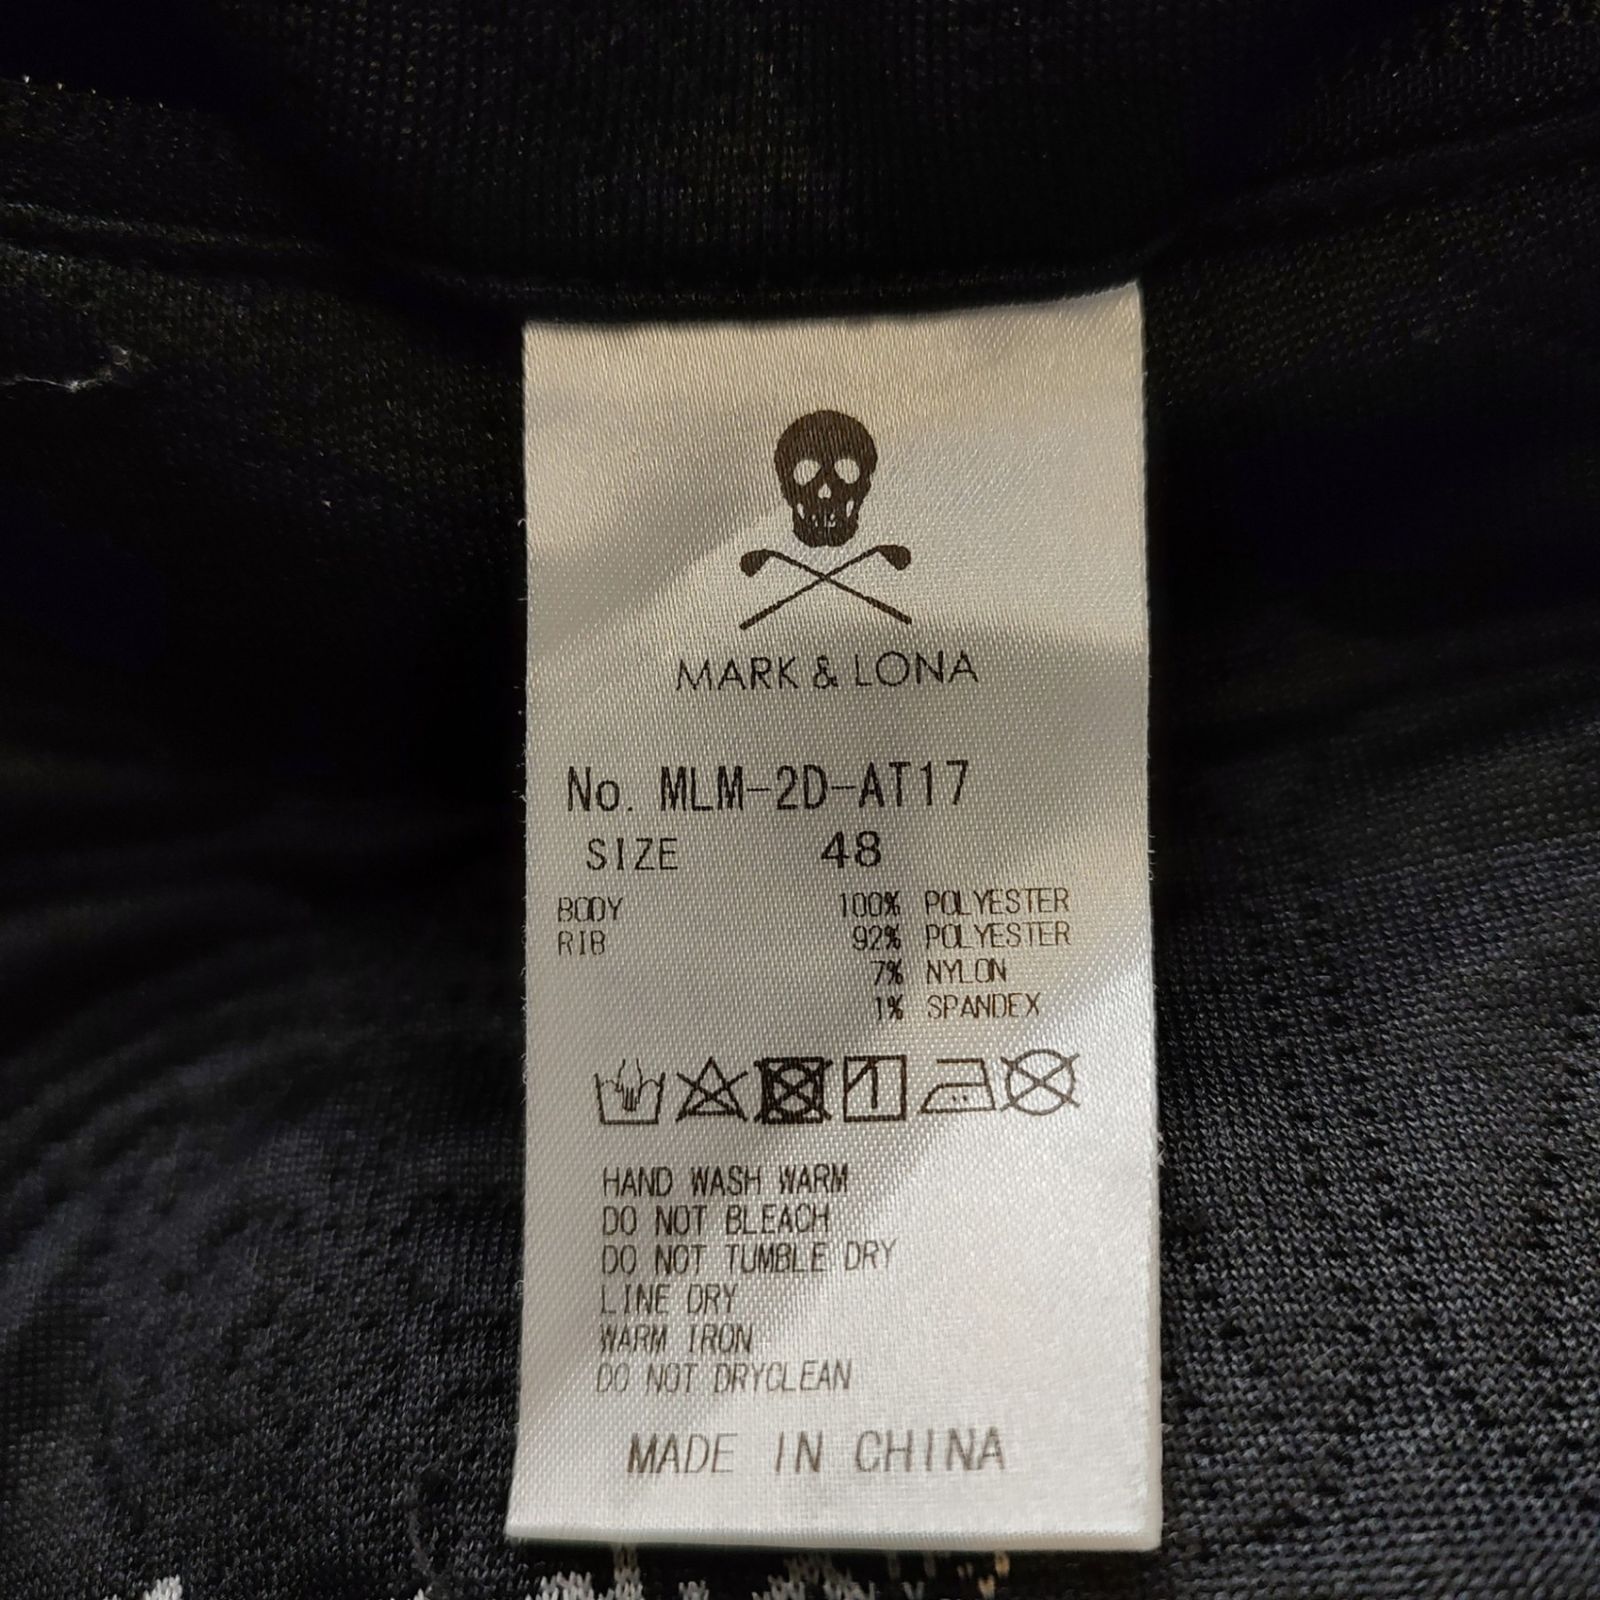 MARK & LONA
No. MLM-2D-AT17
SIZE 48
BODY 100% POLYESTER
RIB 92% POLYESTER
7% NYLON
1% SPANDEX
HAND WASH WARM
DO NOT BLEACH
DO NOT TUMBLE DRY
LINE DRY
WARM IRON
DO NOT DRYCLEAN
MADE IN CHINA